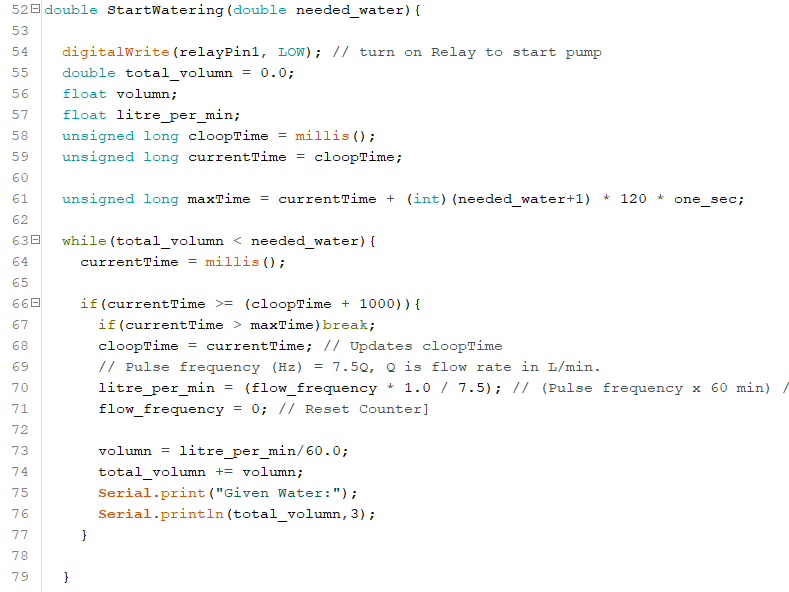 52 double StartWatering(double needed_water){
53
54 digitalWrite(relayPin1, LOW); // turn on Relay to start pump
55 double total_volumn = 0.0;
56 float volumn;
57 float litre_per_min;
58 unsigned long cloopTime = millis();
59 unsigned long currentTime = cloopTime;
60
61 unsigned long maxTime = currentTime + (int)(needed_water+1) * 120 * one_sec;
62
63 while(total_volumn < needed_water){
64 currentTime = millis();
65
66 if(currentTime >= (cloopTime + 1000)){
67 if(currentTime > maxTime)break;
68 cloopTime = currentTime; // Updates cloopTime
69 // Pulse frequency (Hz) = 7.5Q, Q is flow rate in L/min.
70 litre_per_min = (flow_frequency * 1.0 / 7.5); // (Pulse frequency x 60 min) /
71 flow_frequency = 0; // Reset Counter]
72
73 volumn = litre_per_min/60.0;
74 total_volumn += volumn;
75 Serial.print("Given Water:");
76 Serial.println(total_volumn,3);
77 }
78
79 }